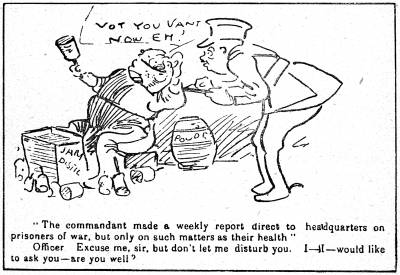 VOT YOU VANT
NOW EH!
JAM
POWDE
"The commandant made a weekly report direct to headquarters on
prisoners of war, but only on such matters as their health"
Officer Excuse me, sir, but don't let me disturb you. I—I—would like
to ask you—are you well?